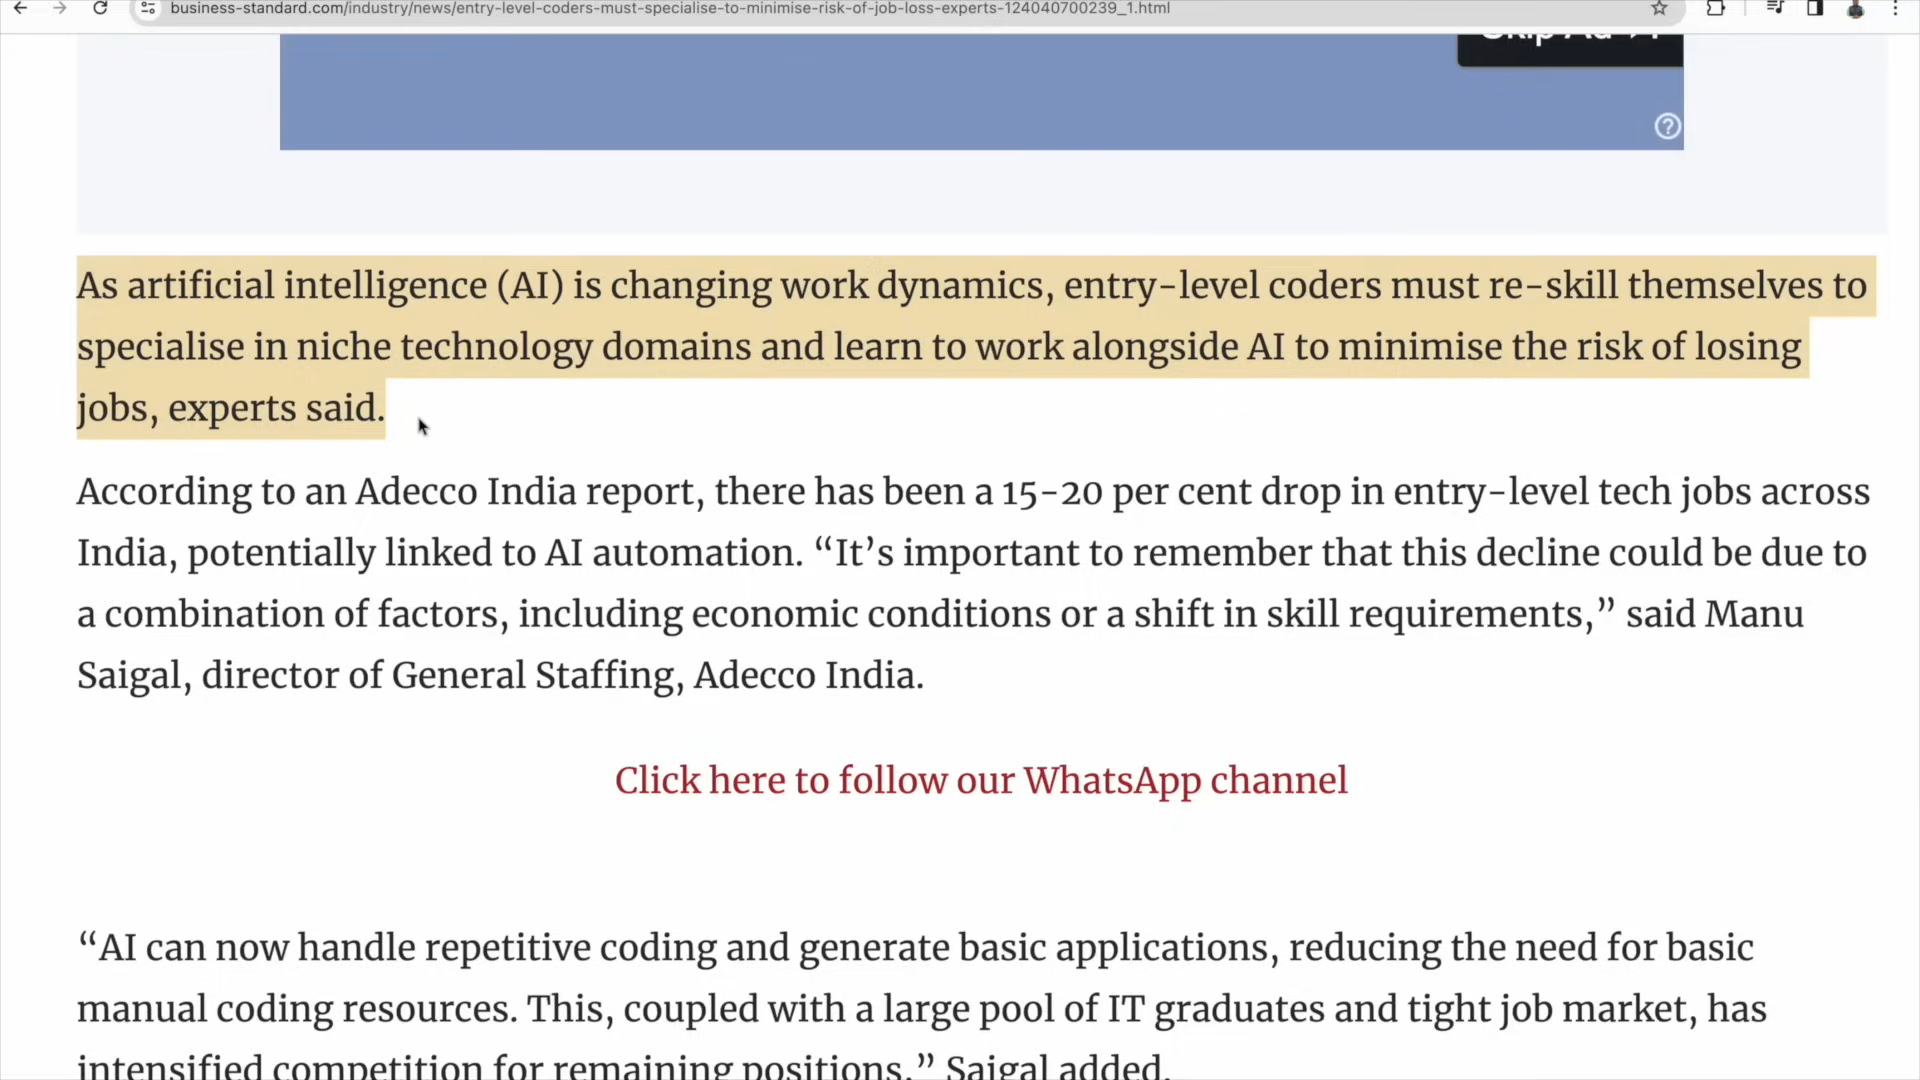 business-standard.com/industry/news/entry-level-coders-must-specialise-to-minimise-risk-of-job-loss-experts-124040700239_1.html
Skip Ad
As artificial intelligence (AI) is changing work dynamics, entry-level coders must re-skill themselves to
specialise in niche technology domains and learn to work alongside AI to minimise the risk of losing
jobs, experts said.
According to an Adecco India report, there has been a 15-20 per cent drop in entry-level tech jobs across
India, potentially linked to AI automation. “It’s important to remember that this decline could be due to
a combination of factors, including economic conditions or a shift in skill requirements,” said Manu
Saigal, director of General Staffing, Adecco India.
Click here to follow our WhatsApp channel
“AI can now handle repetitive coding and generate basic applications, reducing the need for basic
manual coding resources. This, coupled with a large pool of IT graduates and tight job market, has
intensified competition for remaining positions,” Saigal added.